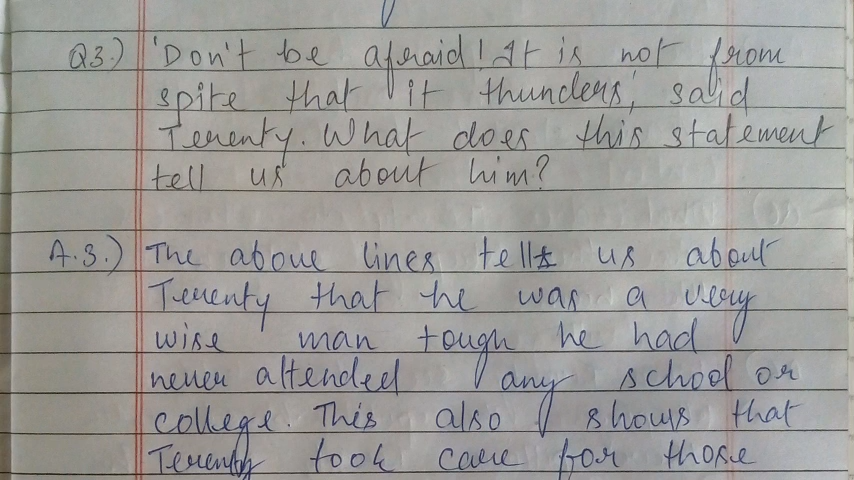 Q3.) 'Don't be afraid! It is not from
spite that it thunders', said
Terenty. What does this statement
tell us about him?
A.3.) The above lines tell us about
Terenty that he was a very
wise man tough he had
never attended any school or
college. This also shows that
Terenty took care for those